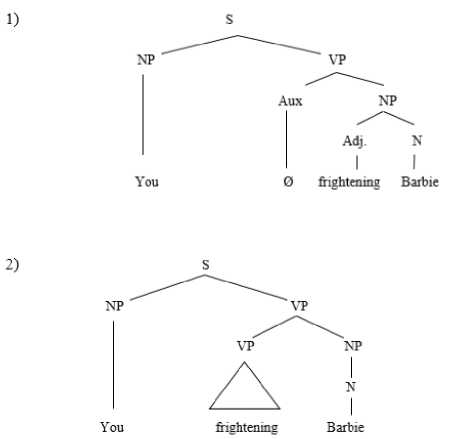 1) S
NP VP
Aux NP
Adj. N
You Ø frightening Barbie
2) S
NP VP
VP NP
N
You frightening Barbie